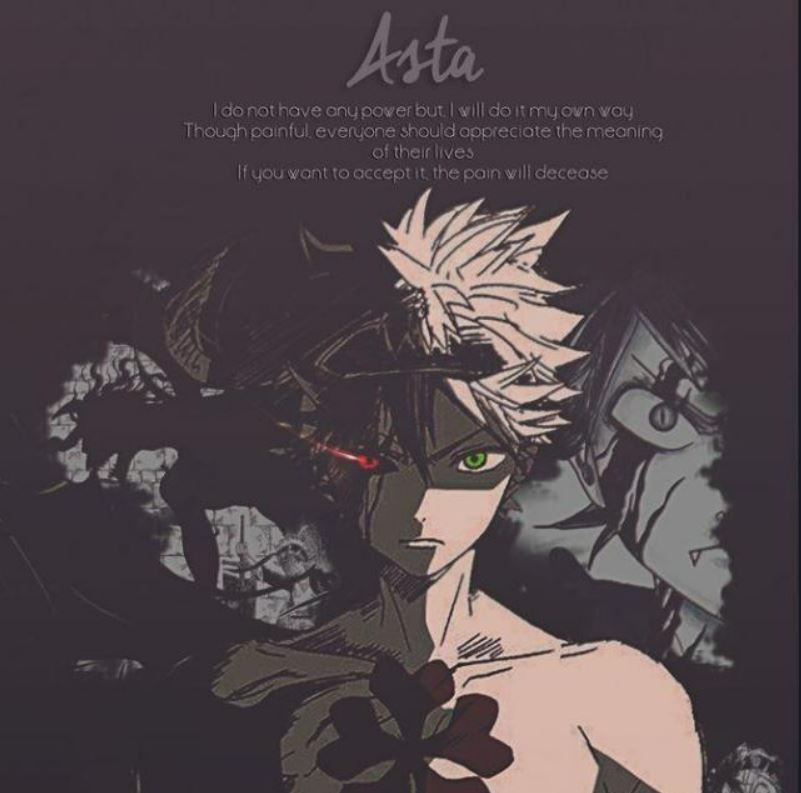 Asta
I do not have any power but, I will do it my own way
Though painful, everyone should appreciate the meaning
of their lives
If you want to accept it, the pain will decease